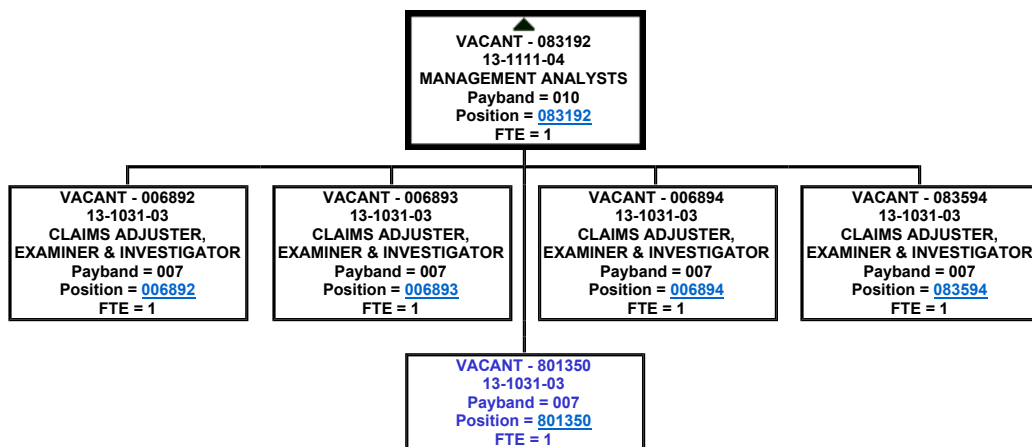 VACANT - 083192
13-1111-04
MANAGEMENT ANALYSTS
Payband = 010
Position = 083192
FTE = 1
VACANT - 006892
13-1031-03
CLAIMS ADJUSTER,
EXAMINER & INVESTIGATOR
Payband = 007
Position = 006892
FTE = 1
VACANT - 006893
13-1031-03
CLAIMS ADJUSTER,
EXAMINER & INVESTIGATOR
Payband = 007
Position = 006893
FTE = 1
VACANT - 006894
13-1031-03
CLAIMS ADJUSTER,
EXAMINER & INVESTIGATOR
Payband = 007
Position = 006894
FTE = 1
VACANT - 083594
13-1031-03
CLAIMS ADJUSTER,
EXAMINER & INVESTIGATOR
Payband = 007
Position = 083594
FTE = 1
VACANT - 801350
13-1031-03
Payband = 007
Position = 801350
FTE = 1